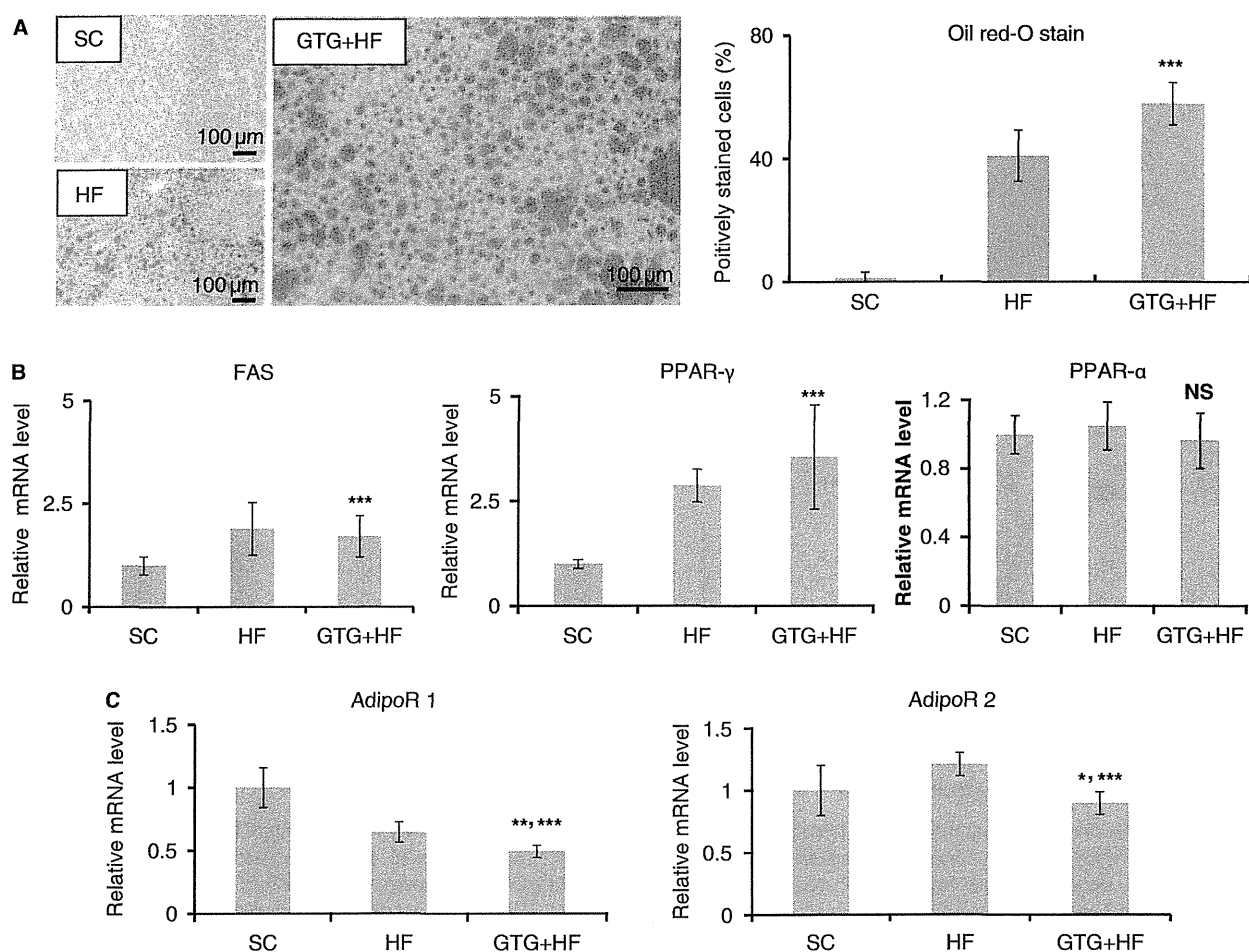 A
SC
100 µm
HF
100 µm
GTG+HF
100 µm
Oil red-O stain
Poitively stained cells (%)
80
40
0
***
SC HF GTG+HF
B
FAS
Relative mRNA level
5
2.5
0
***
SC HF GTG+HF
PPAR-γ
Relative mRNA level
5
2.5
0
***
SC HF GTG+HF
PPAR-α
Relative mRNA level
1.2
0.8
0.4
0
NS
SC HF GTG+HF
C
AdipoR 1
Relative mRNA level
1.5
1
0.5
0
**, ***
SC HF GTG+HF
AdipoR 2
Relative mRNA level
1.5
1
0.5
0
*, ***
SC HF GTG+HF